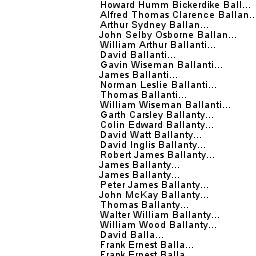 Howard Humm Bickerdike Ball...
Alfred Thomas Clarence Ballan..
Arthur Sydney Ballan...
John Selby Osborne Ballan...
William Arthur Ballanti...
David Ballanti...
Gavin Wiseman Ballanti...
James Ballanti...
Norman Leslie Ballanti...
Thomas Ballanti...
William Wiseman Ballanti...
Garth Carsley Ballanty...
Colin Edward Ballanty...
David Watt Ballanty...
David Inglis Ballanty...
Robert James Ballanty...
James Ballanty...
James Ballanty...
Peter James Ballanty...
John McKay Ballanty...
Thomas Ballanty...
Walter William Ballanty...
William Wood Ballanty...
David Balla...
Frank Ernest Balla...
Frank Ernest Balla